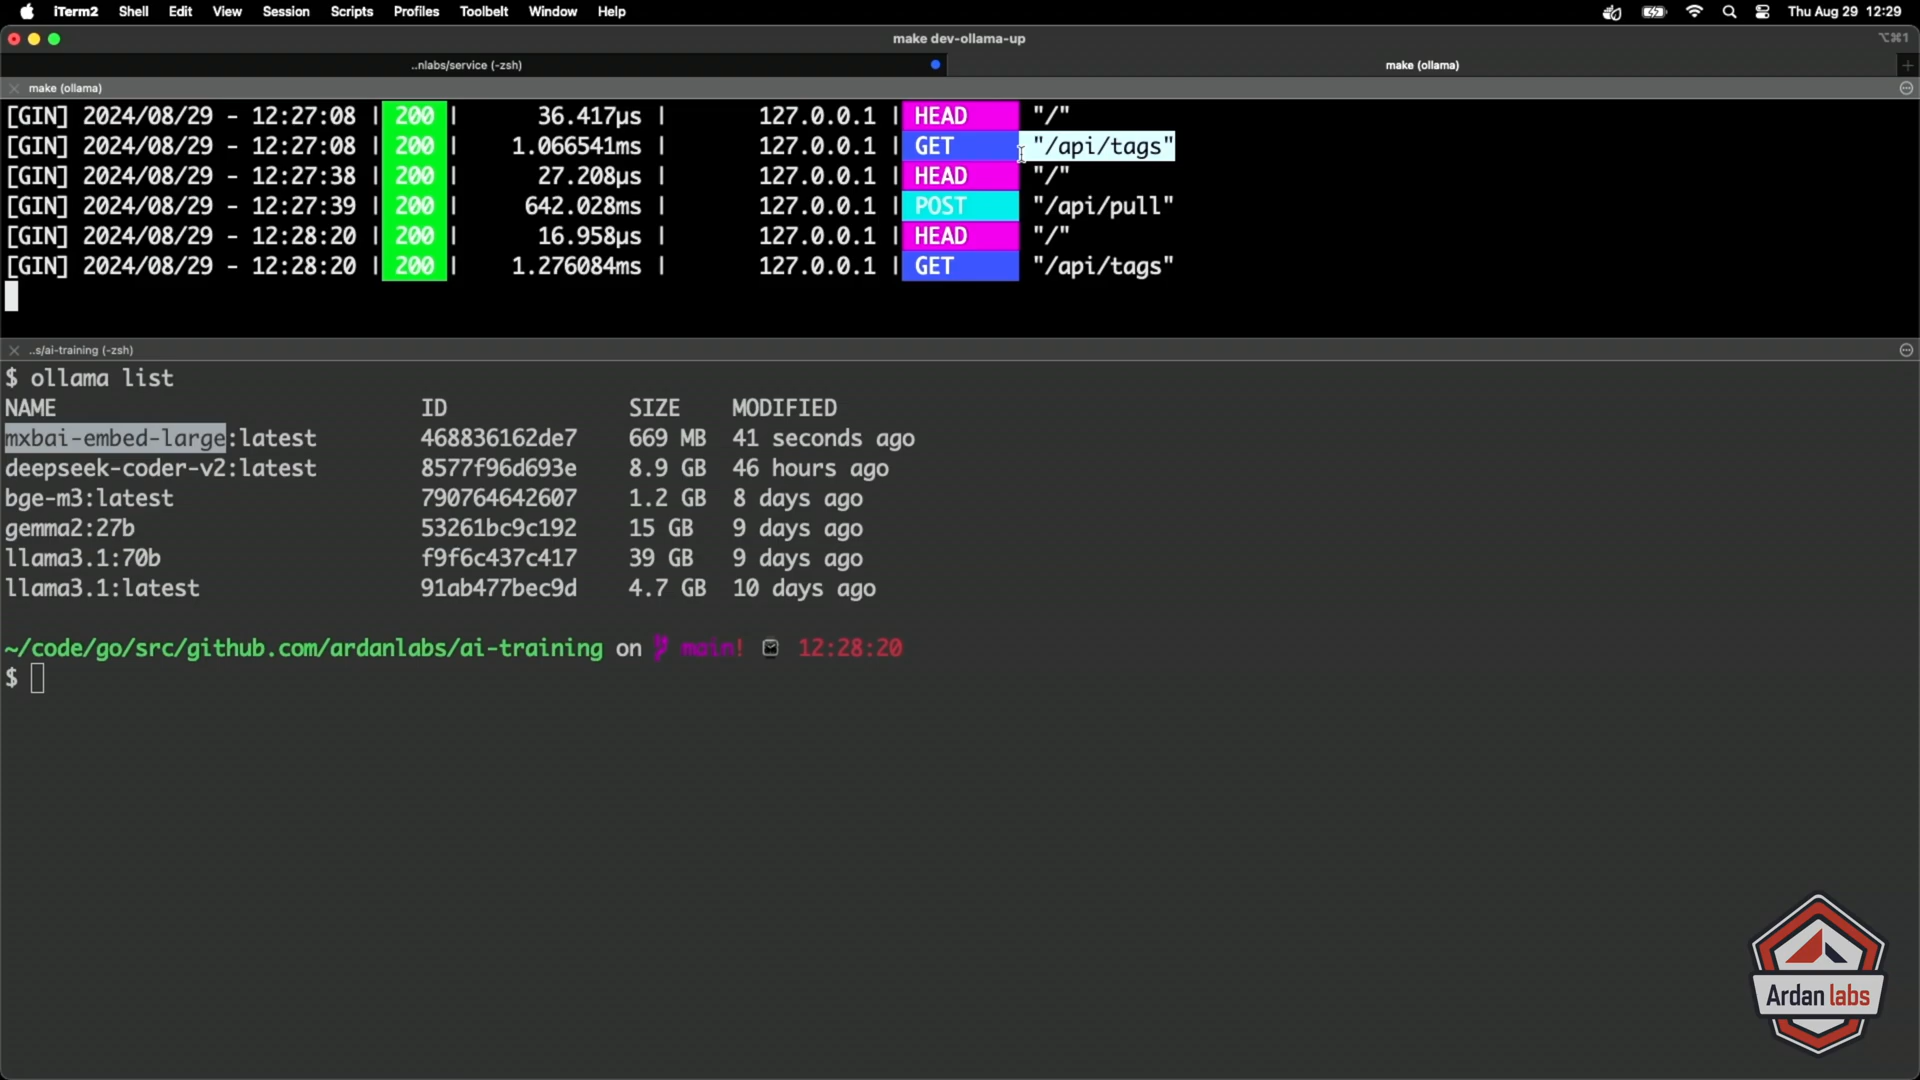 iTerm2 Shell Edit View Session Scripts Profiles Toolbelt Window Help Thu Aug 29 12:29
make dev-ollama-up ⌥⌘1
..nlabs/service (-zsh) make (ollama)
make (ollama)
[GIN] 2024/08/29 - 12:27:08 | 200 | 36.417µs | 127.0.0.1 | HEAD "/"
[GIN] 2024/08/29 - 12:27:08 | 200 | 1.066541ms | 127.0.0.1 | GET "/api/tags"
[GIN] 2024/08/29 - 12:27:38 | 200 | 27.208µs | 127.0.0.1 | HEAD "/"
[GIN] 2024/08/29 - 12:27:39 | 200 | 642.028ms | 127.0.0.1 | POST "/api/pull"
[GIN] 2024/08/29 - 12:28:20 | 200 | 16.958µs | 127.0.0.1 | HEAD "/"
[GIN] 2024/08/29 - 12:28:20 | 200 | 1.276084ms | 127.0.0.1 | GET "/api/tags"
..s/ai-training (-zsh)
$ ollama list
NAME ID SIZE MODIFIED
mxbai-embed-large:latest 468836162de7 669 MB 41 seconds ago
deepseek-coder-v2:latest 8577f96d693e 8.9 GB 46 hours ago
bge-m3:latest 790764642607 1.2 GB 8 days ago
gemma2:27b 53261bc9c192 15 GB 9 days ago
llama3.1:70b f9f6c437c417 39 GB 9 days ago
llama3.1:latest 91ab477bec9d 4.7 GB 10 days ago
~/code/go/src/github.com/ardanlabs/ai-training on main! 12:28:20
$
Ardan labs